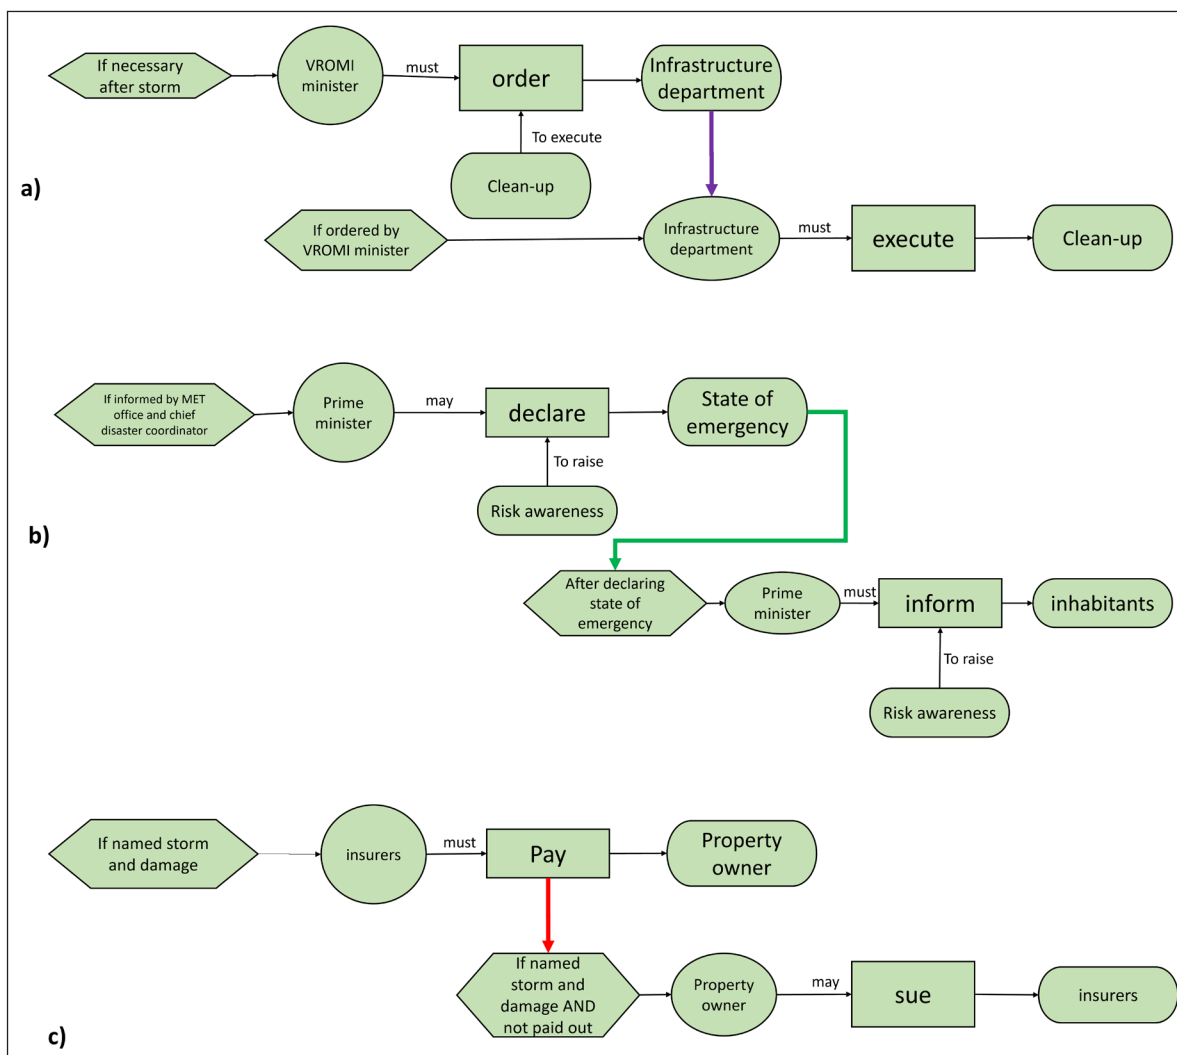 If necessary
after storm
VROMI
minister
must
order
Infrastructure
department
To execute
Clean-up
a)
If ordered by
VROMI minister
Infrastructure
department
must
execute
Clean-up
If informed by MET
office and chief
disaster coordinator
Prime
minister
may
declare
State of
emergency
To raise
Risk awareness
b)
After declaring
state of
emergency
Prime
minister
must
inform
inhabitants
To raise
Risk awareness
If named storm
and damage
insurers
must
Pay
Property
owner
If named
storm and
damage AND
not paid out
Property
owner
may
sue
insurers
c)